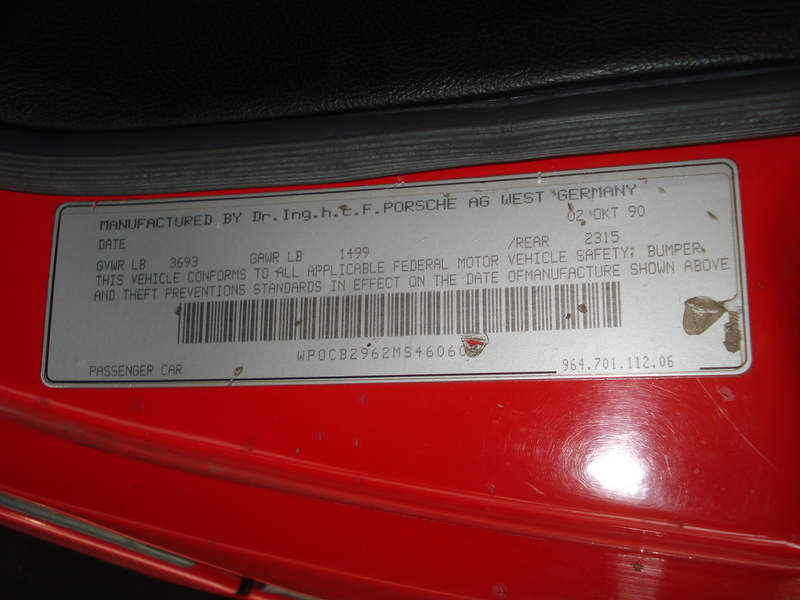 MANUFACTURED BY Dr.Ing.h.c.F.PORSCHE AG WEST GERMANY
DATE 02 OKT 90
GVWR LB 3693 GAWR LB 1499 /REAR 2315
THIS VEHICLE CONFORMS TO ALL APPLICABLE FEDERAL MOTOR VEHICLE SAFETY, BUMPER
AND THEFT PREVENTIONS STANDARDS IN EFFECT ON THE DATE OFMANUFACTURE SHOWN ABOVE
PASSENGER CAR 964.701.112.06